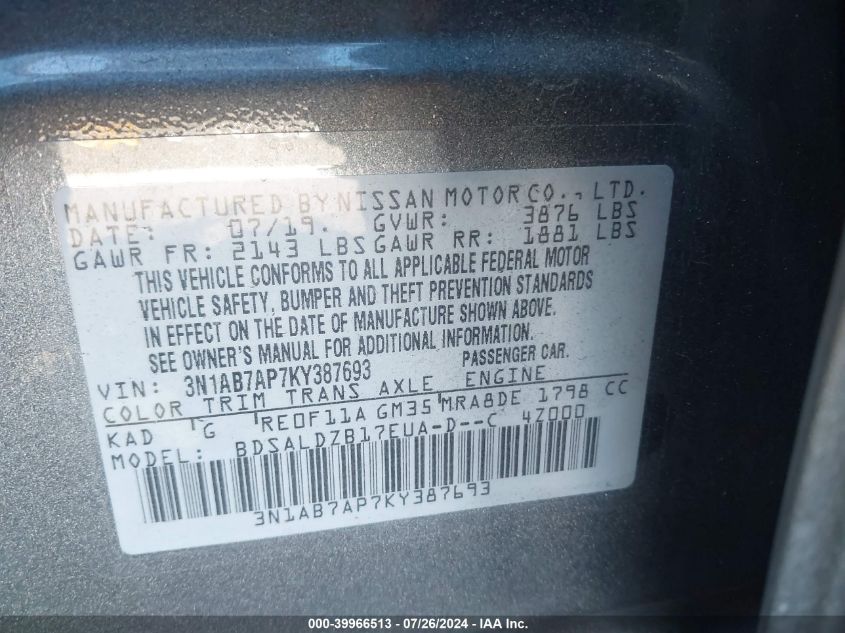 MANUFACTURED BY NISSAN MOTOR CO., LTD.
DATE: 07/19. GVWR: 3876 LBS
GAWR FR: 2143 LBS GAWR RR: 1881 LBS
THIS VEHICLE CONFORMS TO ALL APPLICABLE FEDERAL MOTOR
VEHICLE SAFETY, BUMPER AND THEFT PREVENTION STANDARDS
IN EFFECT ON THE DATE OF MANUFACTURE SHOWN ABOVE.
SEE OWNER'S MANUAL FOR ADDITIONAL INFORMATION.
VIN: 3N1AB7AP7KY387693 PASSENGER CAR.
COLOR TRIM TRANS AXLE ENGINE
KAD G RE0F11A GM35 MRA8DE 1798 CC
MODEL: BDSALDZB17EUA-D--C 4Z000
3N1AB7AP7KY387693
000-39966513 - 07/26/2024 - IAA Inc.